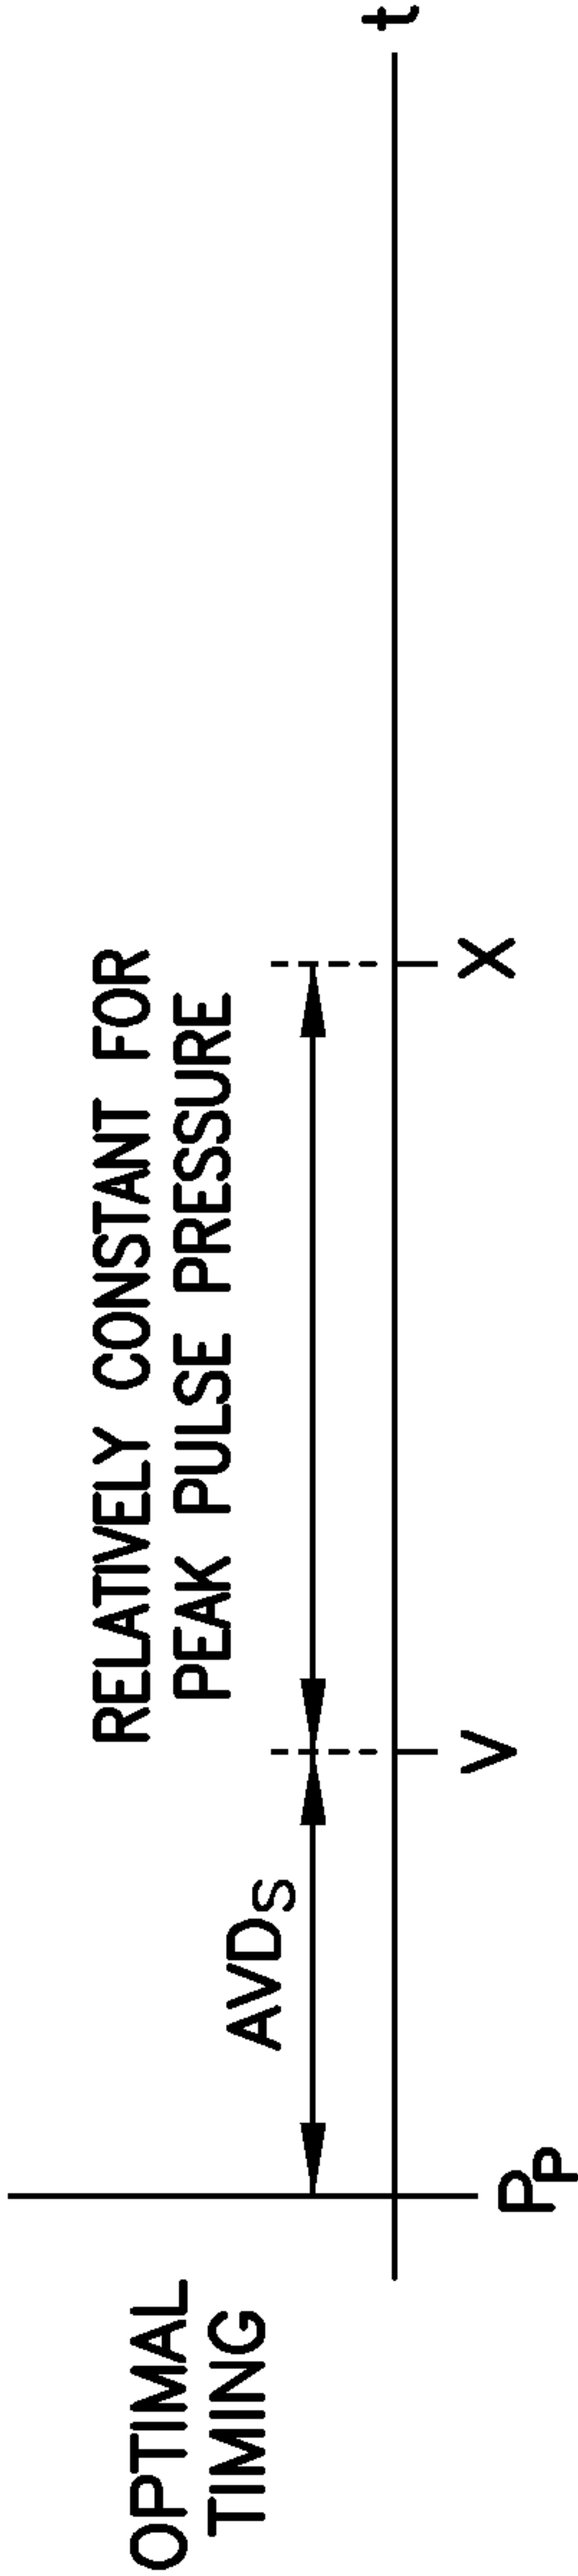 OPTIMAL
TIMING
RELATIVELY CONSTANT FOR
PEAK PULSE PRESSURE
AVDS
PP
V
X
t